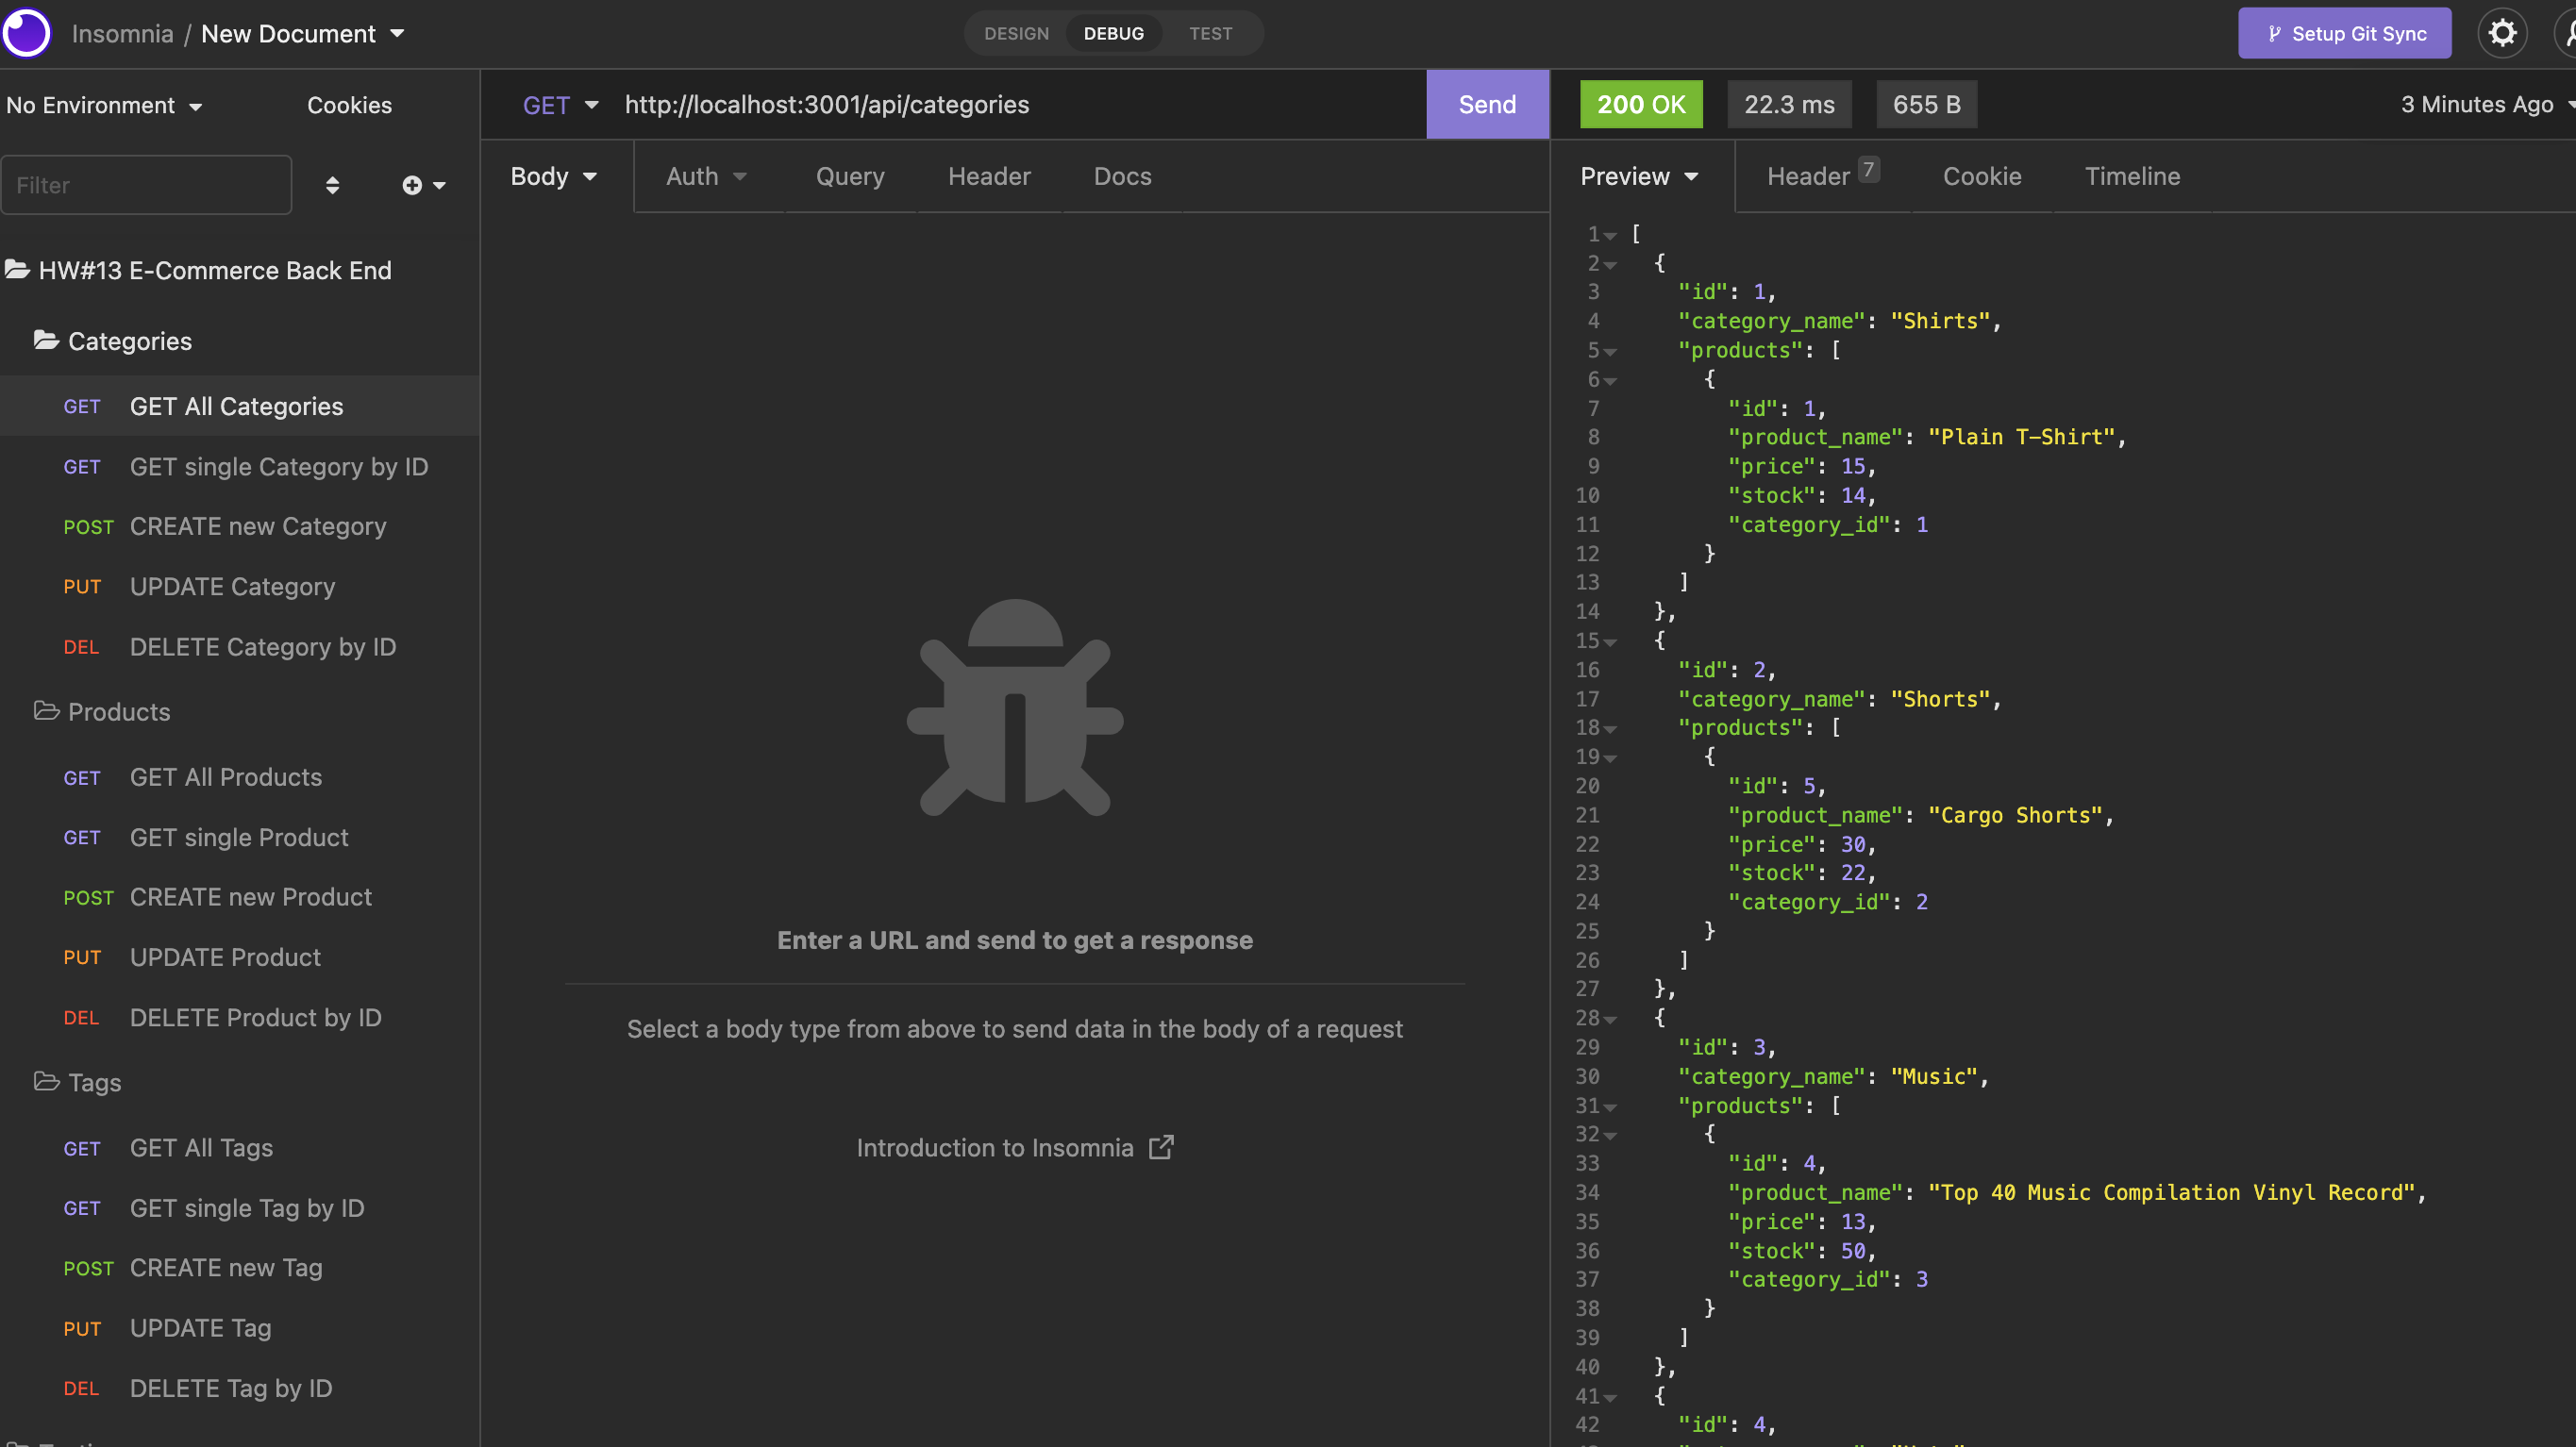 Insomnia / New Document
DESIGN DEBUG TEST
Setup Git Sync
No Environment
Cookies
Filter
HW#13 E-Commerce Back End
Categories
GET GET All Categories
GET GET single Category by ID
POST CREATE new Category
PUT UPDATE Category
DEL DELETE Category by ID
Products
GET GET All Products
GET GET single Product
POST CREATE new Product
PUT UPDATE Product
DEL DELETE Product by ID
Tags
GET GET All Tags
GET GET single Tag by ID
POST CREATE new Tag
PUT UPDATE Tag
DEL DELETE Tag by ID
GET http://localhost:3001/api/categories Send
Body Auth Query Header Docs
Enter a URL and send to get a response
Select a body type from above to send data in the body of a request
Introduction to Insomnia
200 OK 22.3 ms 655 B 3 Minutes Ago
Preview Header 7 Cookie Timeline
1 [
2 {
3 "id": 1,
4 "category_name": "Shirts",
5 "products": [
6 {
7 "id": 1,
8 "product_name": "Plain T-Shirt",
9 "price": 15,
10 "stock": 14,
11 "category_id": 1
12 }
13 ]
14 },
15 {
16 "id": 2,
17 "category_name": "Shorts",
18 "products": [
19 {
20 "id": 5,
21 "product_name": "Cargo Shorts",
22 "price": 30,
23 "stock": 22,
24 "category_id": 2
25 }
26 ]
27 },
28 {
29 "id": 3,
30 "category_name": "Music",
31 "products": [
32 {
33 "id": 4,
34 "product_name": "Top 40 Music Compilation Vinyl Record",
35 "price": 13,
36 "stock": 50,
37 "category_id": 3
38 }
39 ]
40 },
41 {
42 "id": 4,